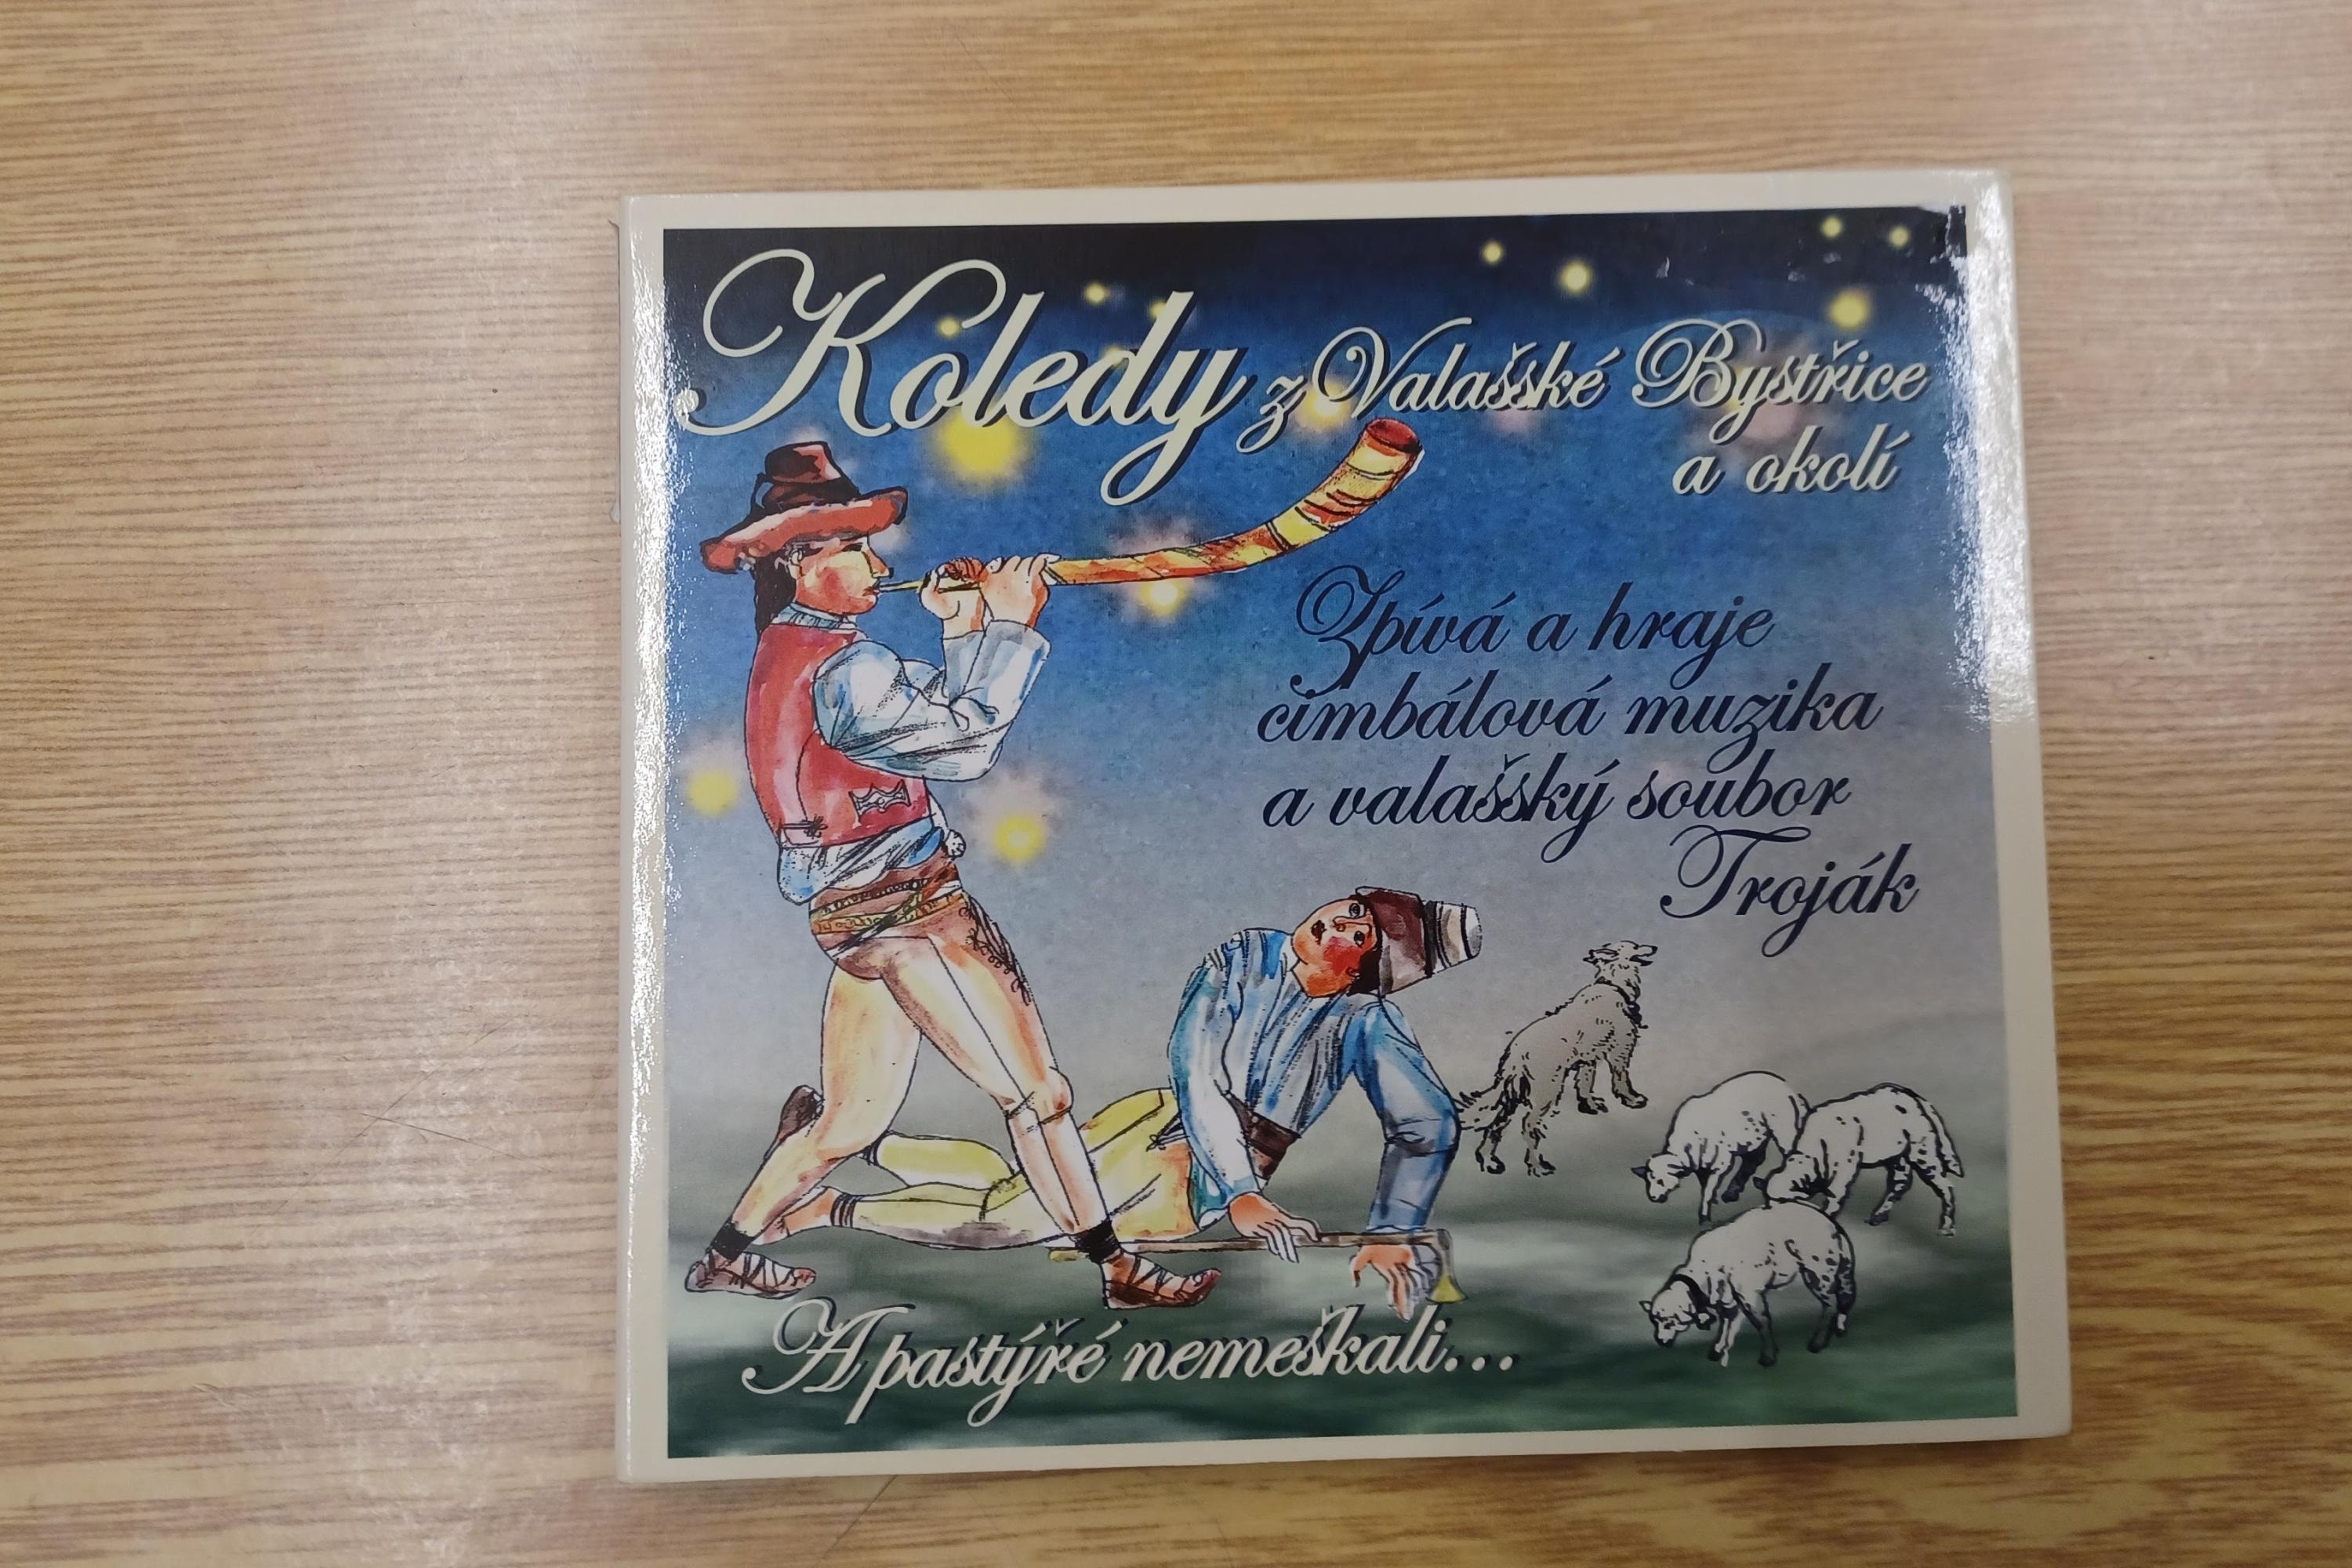 Koledy z Valašské Bystřice
a okolí
Zpívá a hraje
cimbálová muzika
a valašský soubor
Troják
A pastýřé nemeškali...